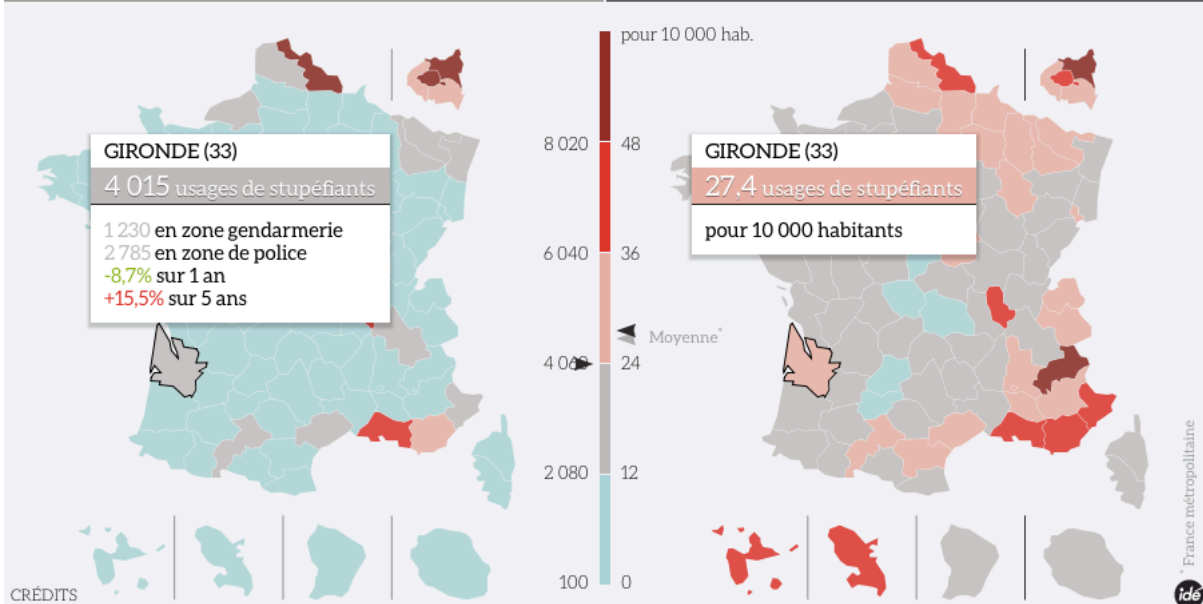 pour 10 000 hab.
GIRONDE (33)
4 015 usages de stupéfiants
1 230 en zone gendarmerie
2 785 en zone de police
-8,7% sur 1 an
+15,5% sur 5 ans
8 020
48
GIRONDE (33)
27,4 usages de stupéfiants
pour 10 000 habitants
6 040
36
Moyenne*
24
2 080
12
100
0
CRÉDITS
* France métropolitaine
idé